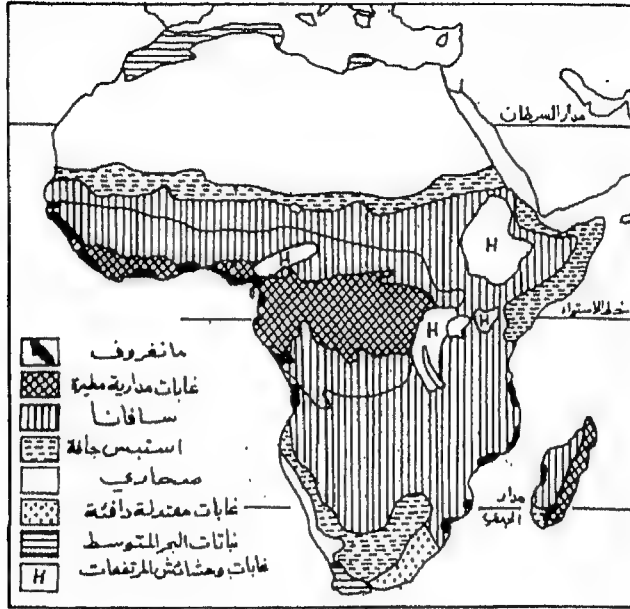 مدار السرطان
خط الاستواء
مدار
الجدي
H
H
H
H
مانغروف
غابات مدارية مطيرة
سافانا
استبس جافة
صحاري
غابات معتدلة دافئة
نباتات البحر المتوسط
H غابات وحشائش المرتفعات